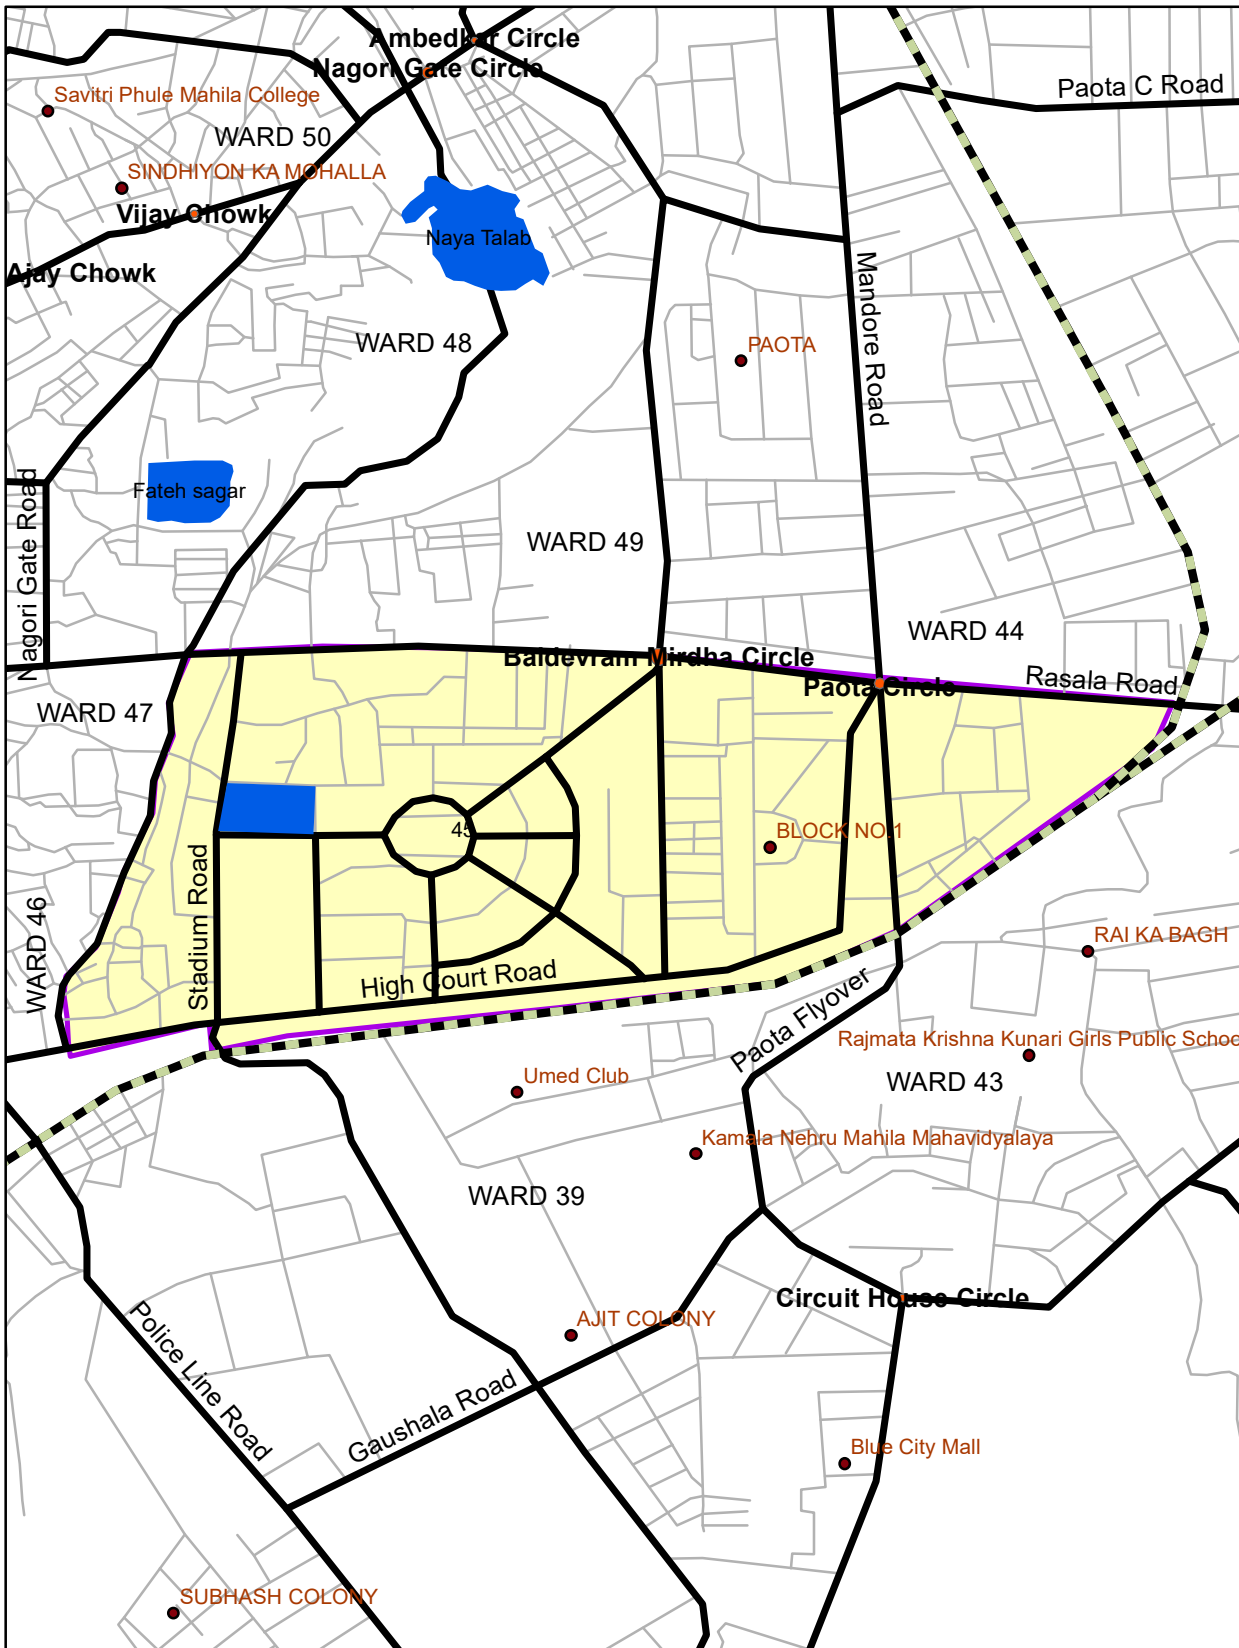 Ambedkar Circle
Nagori Gate Circle
Paota C Road
Savitri Phule Mahila College
WARD 50
SINDHIYON KA MOHALLA
Vijay Chowk
Naya Talab
Ajay Chowk
Mandore Road
WARD 48
PAOTA
Fateh sagar
Nagori Gate Road
WARD 49
WARD 44
Baldevram Mirdha Circle
Paota Circle
Rasala Road
WARD 47
45
BLOCK NO.1
Stadium Road
WARD 46
RAI KA BAGH
High Court Road
Paota Flyover
Rajmata Krishna Kunari Girls Public Schoo
Umed Club
WARD 43
Kamala Nehru Mahila Mahavidyalaya
WARD 39
Circuit House Circle
AJIT COLONY
Police Line Road
Gaushala Road
Blue City Mall
SUBHASH COLONY